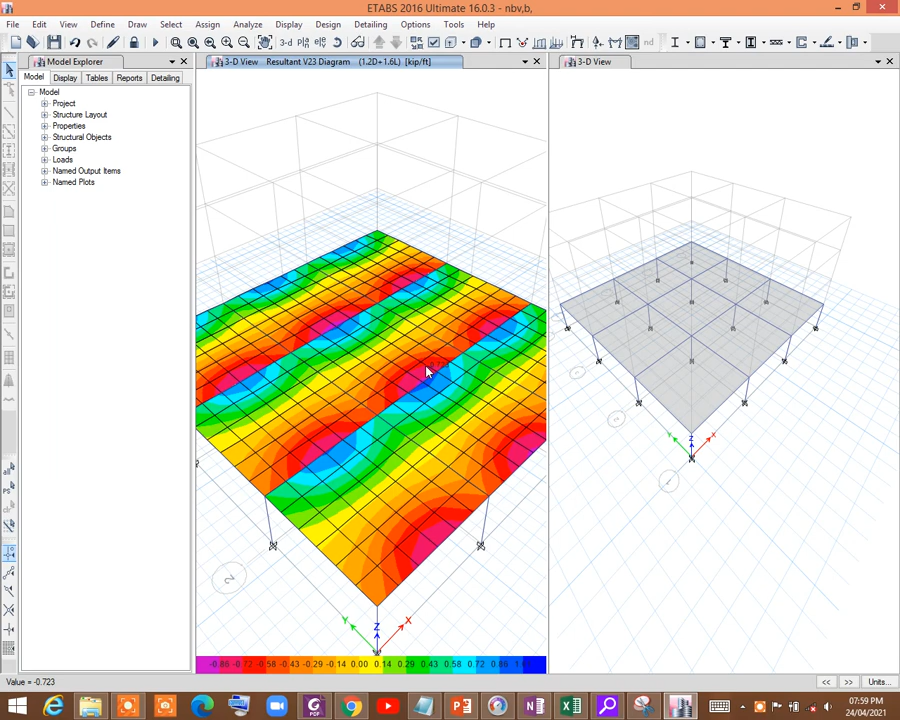 ETABS 2016 Ultimate 16.0.3 - nbv,b,
File Edit View Define Draw Select Assign Analyze Display Design Detailing Options Tools Help
3-d nd
Model Explorer
3-D View Resultant V23 Diagram (1.2D+1.6L) [kip/ft]
3-D View
Model Display Tables Reports Detailing
Model
Project
Structure Layout
Properties
Structural Objects
Groups
Loads
Named Output Items
Named Plots
2
Y Z X
Y Z X
-0.86 -0.72 -0.58 -0.43 -0.29 -0.14 0.00 0.14 0.29 0.43 0.58 0.72 0.86
Value = -0.723
<< >> Units...
07:59 PM
24/04/2021